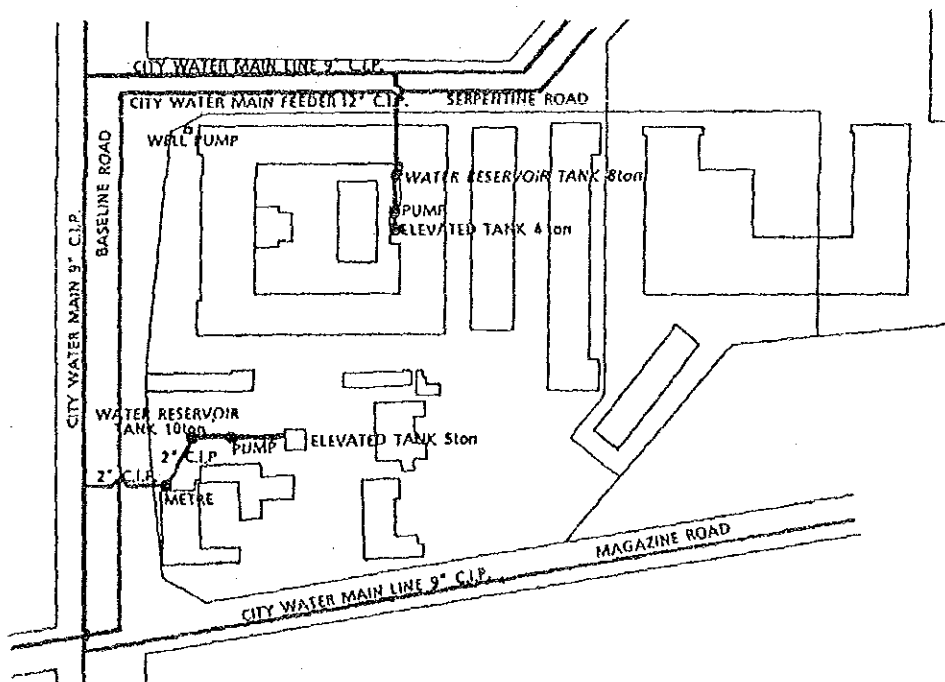 CITY WATER MAIN LINE 9" C.I.P.
CITY WATER MAIN FEEDER 12" C.I.P.
SERPENTINE ROAD
WELL PUMP
BASELINE ROAD
CITY WATER MAIN 9" C.I.P.
WATER RESERVOIR TANK 8ton
PUMP
ELEVATED TANK 4ton
WATER RESERVOIR
TANK 10ton
PUMP
ELEVATED TANK 5ton
2" C.I.P.
2" C.I.P.
METRE
MAGAZINE ROAD
CITY WATER MAIN LINE 9" C.I.P.